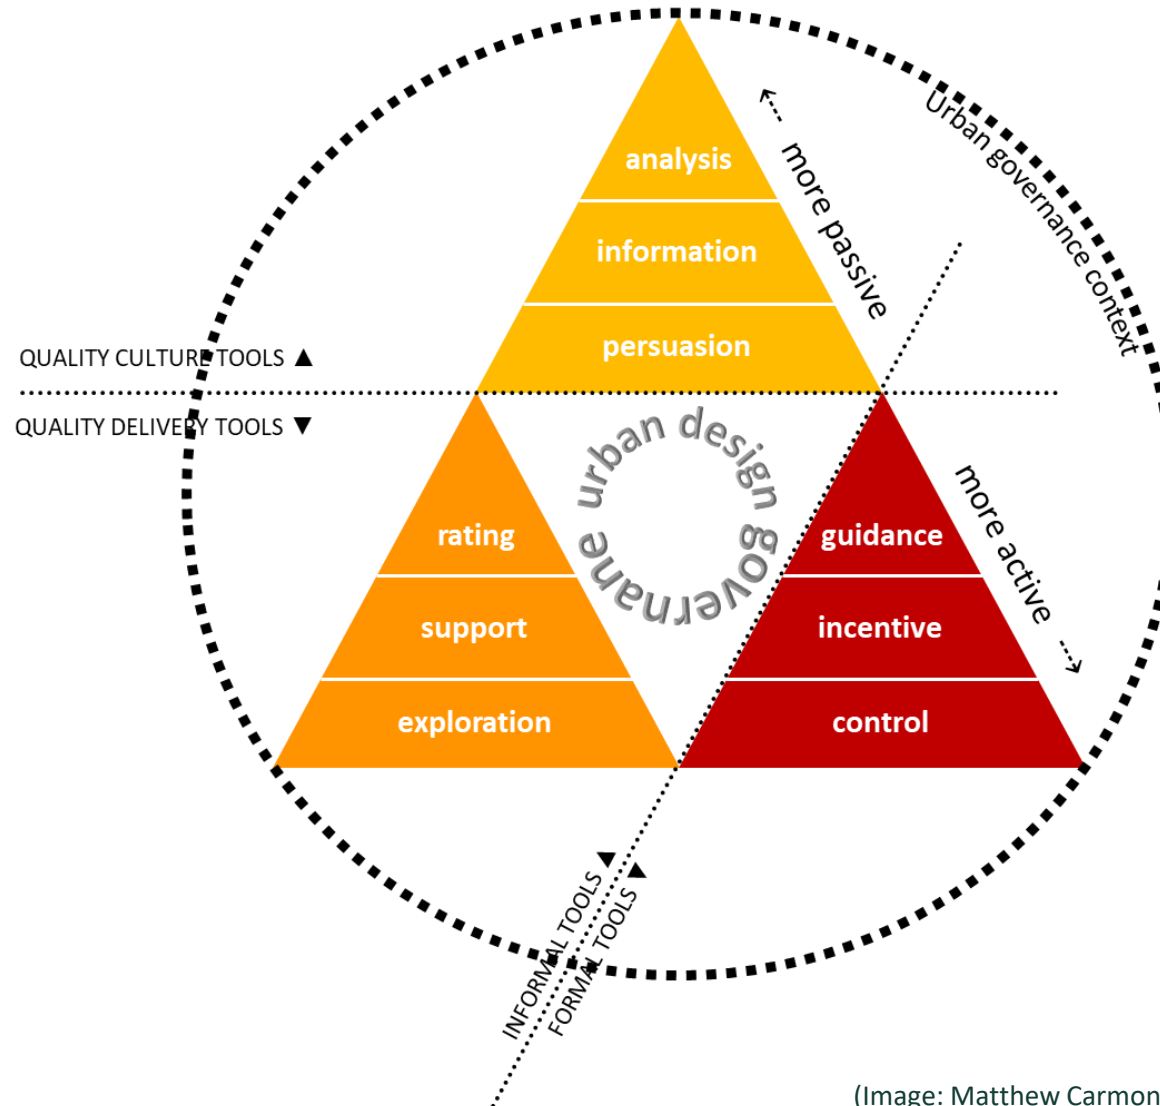 analysis
information
persuasion
more passive
Urban governance context
QUALITY CULTURE TOOLS ▲
QUALITY DELIVERY TOOLS ▼
urban design governane
rating
support
exploration
guidance
incentive
control
more active
INFORMAL TOOLS ▲
FORMAL TOOLS ▼
(Image: Matthew Carmon